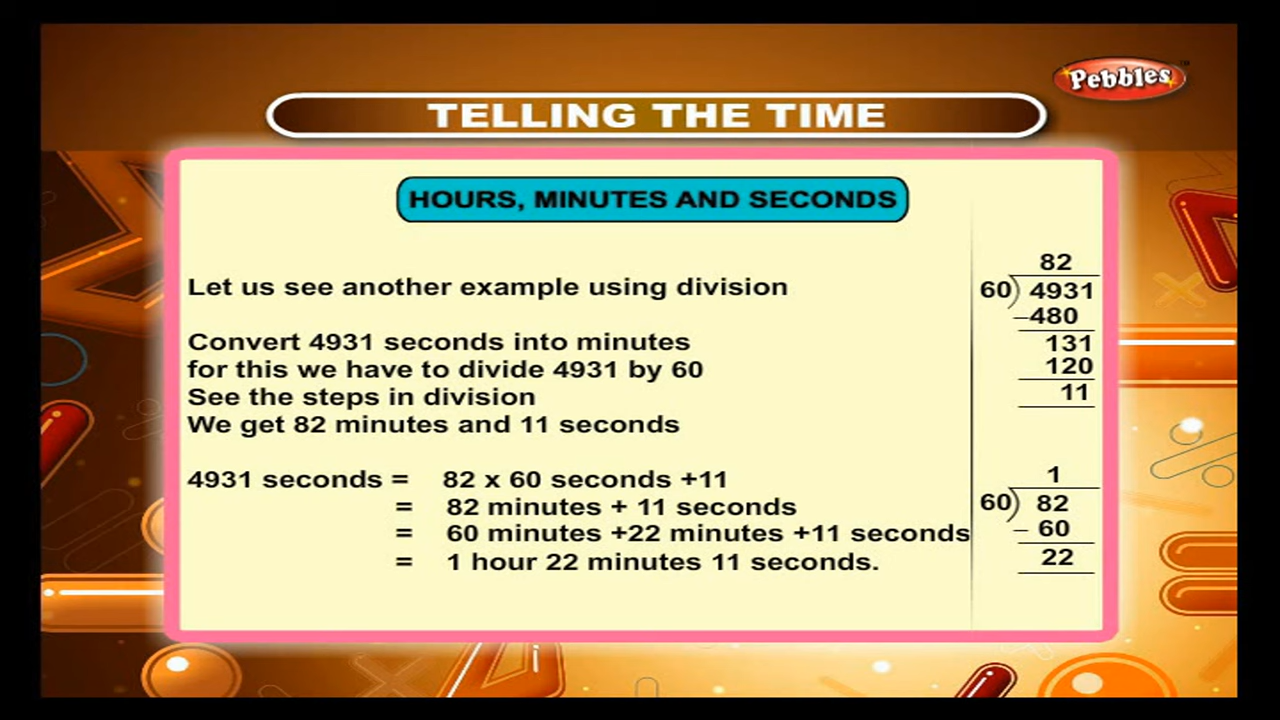 Pebbles™
TELLING THE TIME
HOURS, MINUTES AND SECONDS
Let us see another example using division
Convert 4931 seconds into minutes
for this we have to divide 4931 by 60
See the steps in division
We get 82 minutes and 11 seconds
4931 seconds = 82 x 60 seconds +11
= 82 minutes + 11 seconds
= 60 minutes +22 minutes +11 seconds
= 1 hour 22 minutes 11 seconds.
82
60) 4931
–480
131
120
11
1
60) 82
– 60
22